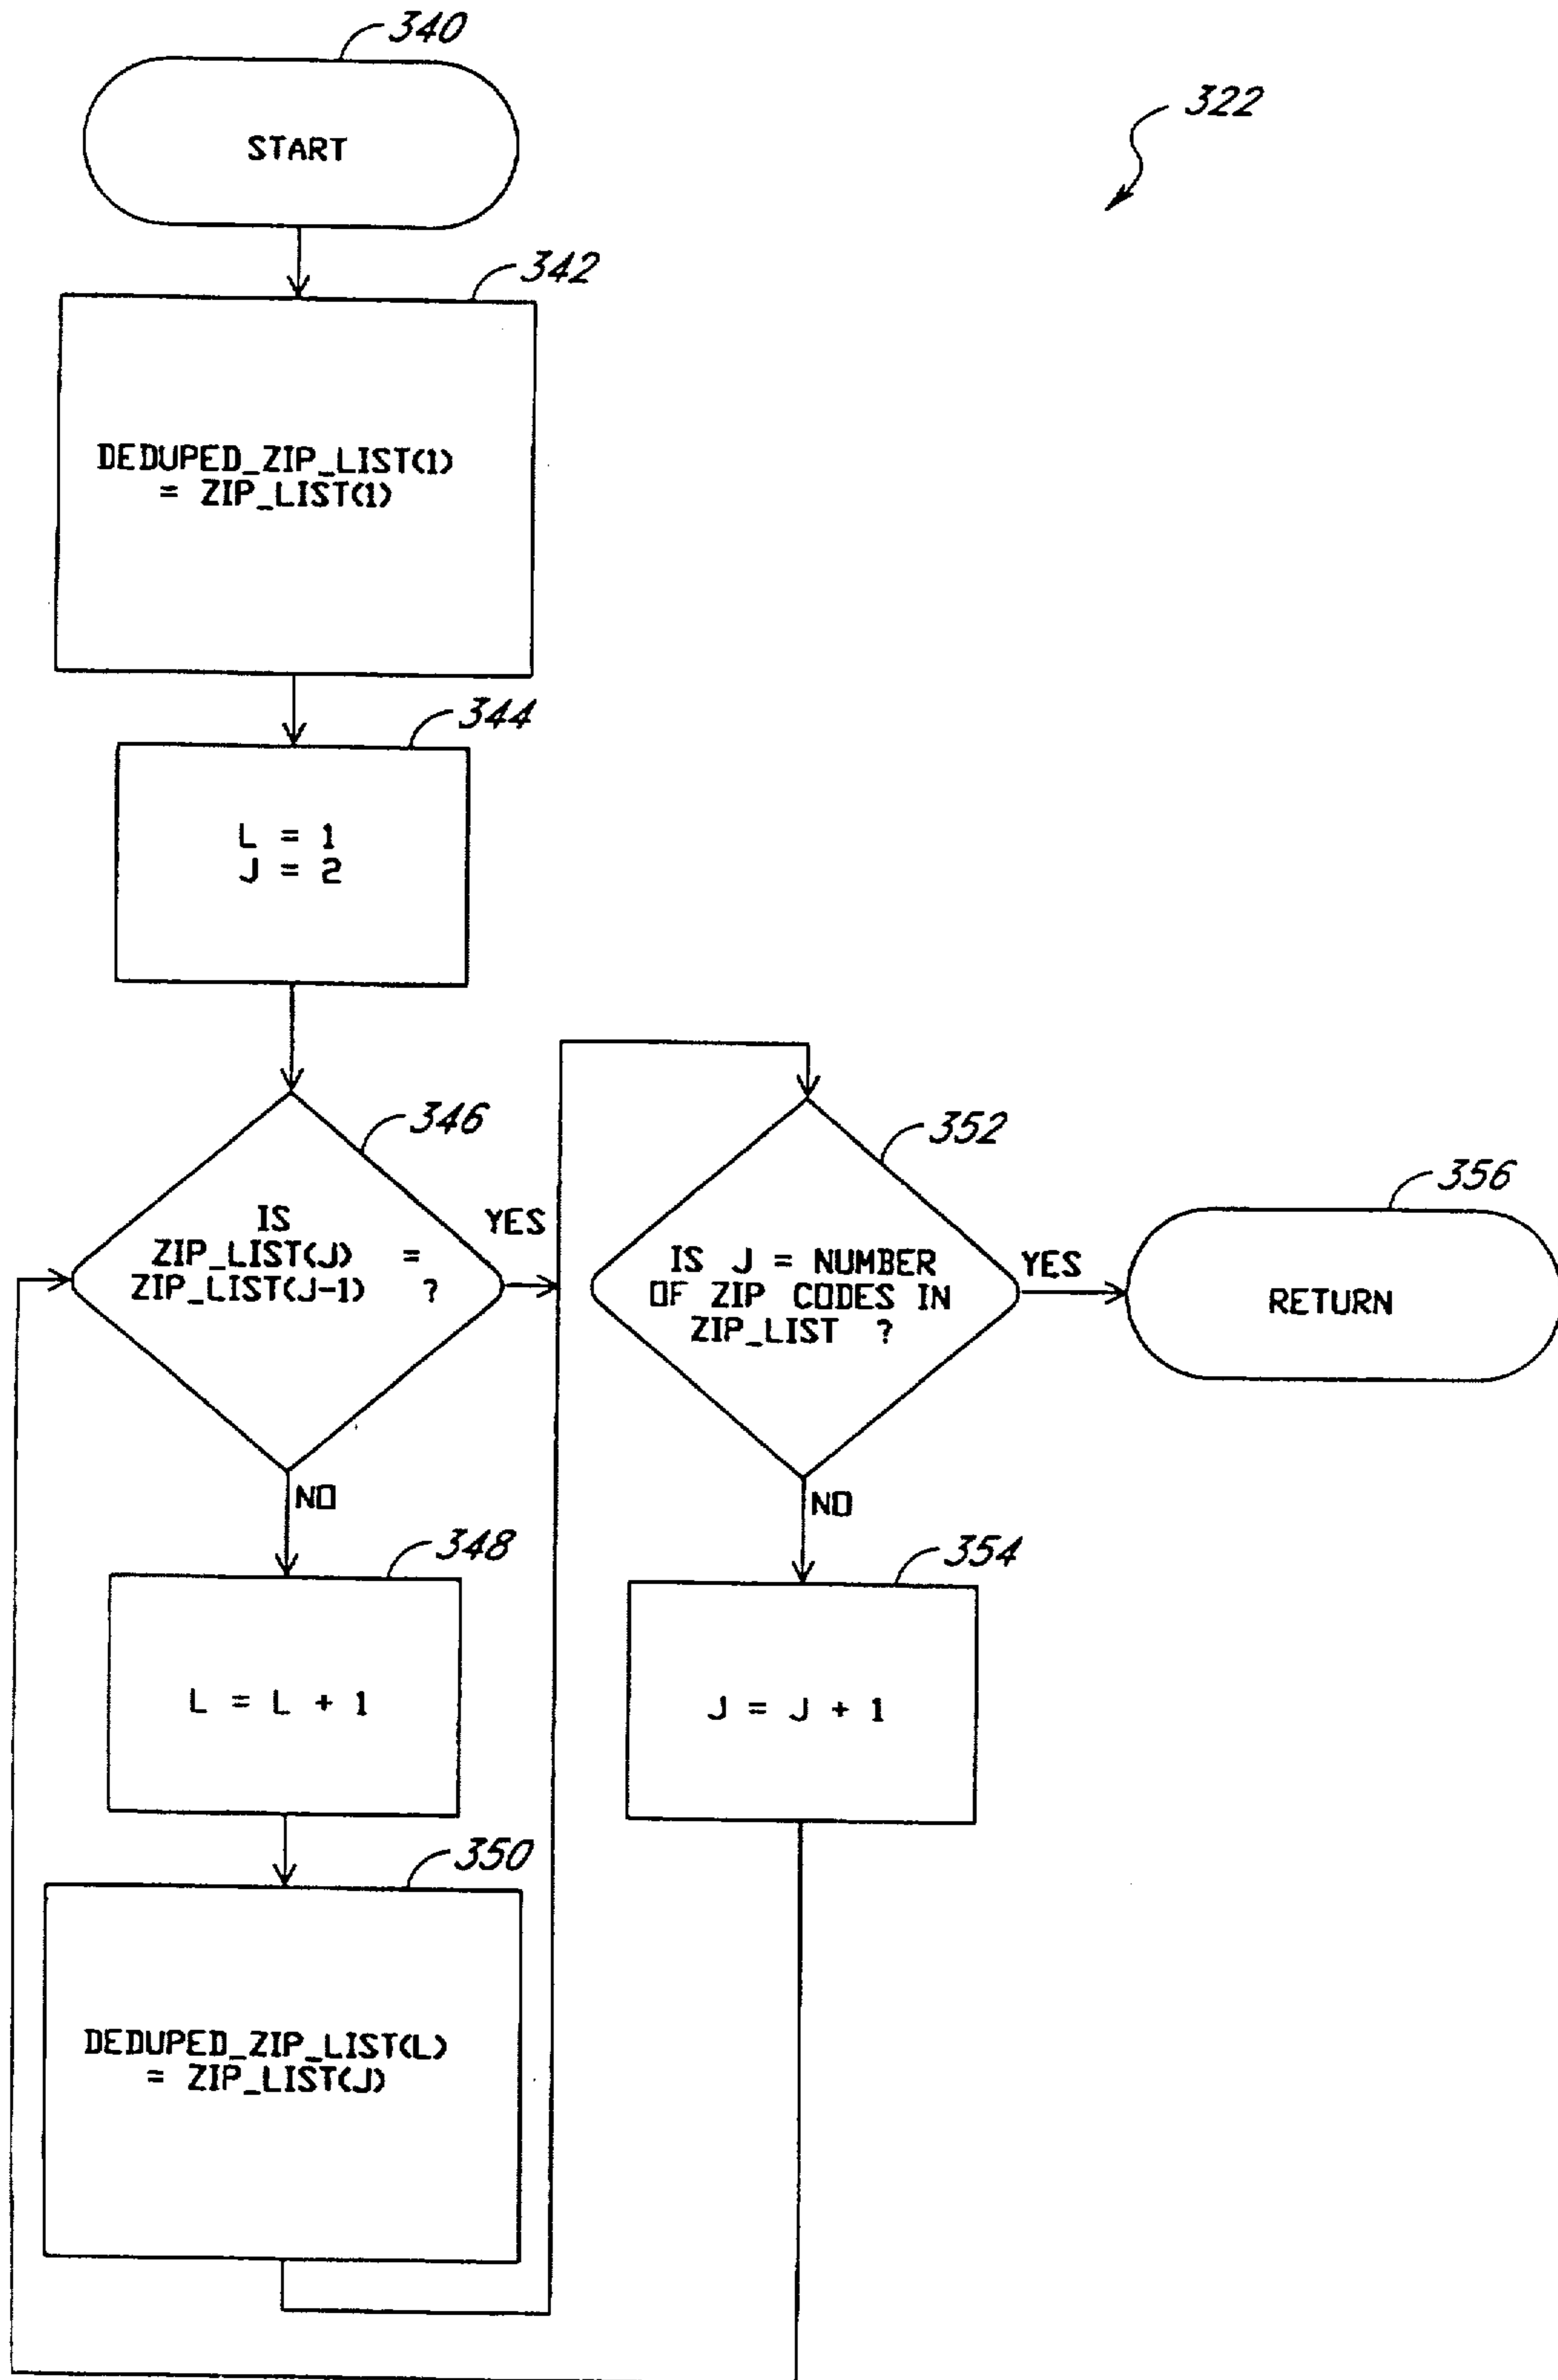 340
322
START
342
DEDUPED_ZIP_LIST(1)
= ZIP_LIST(1)
344
L = 1
J = 2
346
IS
ZIP_LIST(J) =
ZIP_LIST(J-1) ?
YES
NO
352
IS J = NUMBER
OF ZIP CODES IN
ZIP_LIST ?
YES
NO
356
RETURN
348
L = L + 1
354
J = J + 1
350
DEDUPED_ZIP_LIST(L)
= ZIP_LIST(J)